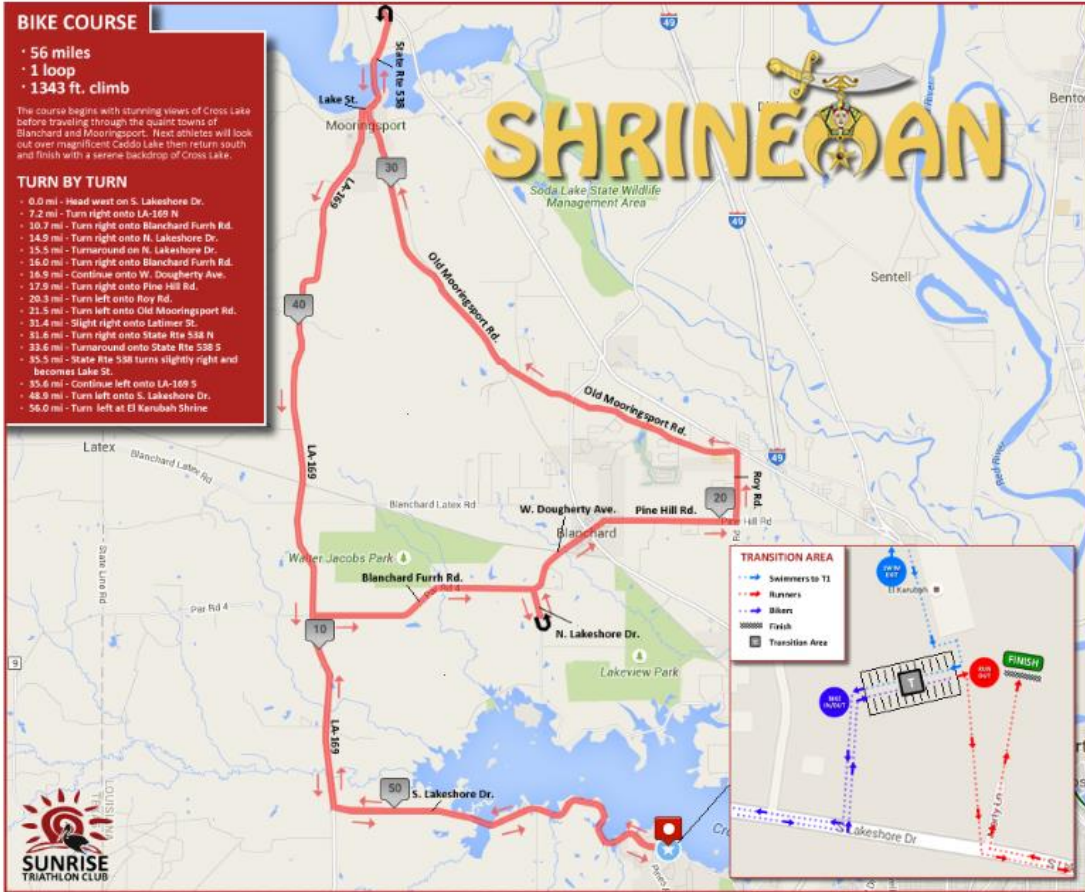 BIKE COURSE
· 56 miles
· 1 loop
· 1343 ft. climb
The course begins with stunning views of Cross Lake
before traveling through the quaint towns of
Blanchard and Mooringsport. Next athletes will look
out over magnificent Caddo Lake then return south
and finish with a serene backdrop of Cross Lake.
TURN BY TURN
· 0.0 mi - Head west on S. Lakeshore Dr.
· 7.2 mi - Turn right onto LA-169 N
· 10.7 mi - Turn right onto Blanchard Furrh Rd.
· 14.9 mi - Turn right onto N. Lakeshore Dr.
· 15.5 mi - Turnaround on N. Lakeshore Dr.
· 16.0 mi - Turn right onto Blanchard Furrh Rd.
· 16.9 mi - Continue onto W. Dougherty Ave.
· 17.9 mi - Turn right onto Pine Hill Rd.
· 20.3 mi - Turn left onto Roy Rd.
· 21.5 mi - Turn left onto Old Mooringsport Rd.
· 31.4 mi - Slight right onto Latimer St.
· 31.6 mi - Turn right onto State Rte 538 N
· 33.6 mi - Turnaround onto State Rte 538 S
· 35.5 mi - State Rte 538 turns slightly right and
becomes Lake St.
· 35.6 mi - Continue left onto LA-169 S
· 48.9 mi - Turn left onto S. Lakeshore Dr.
· 56.0 mi - Turn left at El Karubah Shrine
SHRINEMAN
State Rte 538
Lake St.
Mooringsport
49
30
LA-169
Soda Lake State Wildlife
Management Area
Benton
River
49
Sentell
Old Mooringsport Rd.
40
Old Mooringsport Rd.
49
Red River
Latex
Blanchard Latex Rd
LA-169
Blanchard Latex Rd
W. Dougherty Ave.
Pine Hill Rd.
20
Roy Rd.
Pine Hill Rd
Blanchard
Walter Jacobs Park
Blanchard Furrh Rd.
Par Rd 4
Par Rd 4
State Line Rd
10
N. Lakeshore Dr.
Lakeview Park
9
LA-169
50
S. Lakeshore Dr.
LOUISIANA
SUNRISE
TRIATHLON CLUB
TRANSITION AREA
Swimmers to T1
Runners
Bikers
Finish
T
Transition Area
SWIM
OUT
El Karubah
T
BIKE
IN/OUT
RUN
OUT
FINISH
S Lakeshore Dr